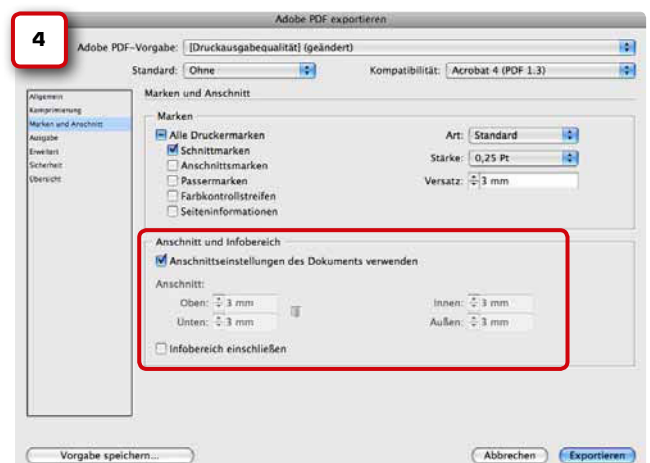 4
Adobe PDF exportieren
Adobe PDF-Vorgabe: [Druckausgabequalität] (geändert)
Standard: Ohne Kompatibilität: Acrobat 4 (PDF 1.3)
Allgemein
Komprimierung
Marken und Anschnitt
Ausgabe
Erweitert
Sicherheit
Übersicht
Marken und Anschnitt
Marken
Alle Druckermarken
Schnittmarken
Anschnittsmarken
Passermarken
Farbkontrollstreifen
Seiteninformationen
Art: Standard
Stärke: 0,25 Pt
Versatz: 3 mm
Anschnitt und Infobereich
Anschnittseinstellungen des Dokuments verwenden
Anschnitt:
Oben: 3 mm Innen: 3 mm
Unten: 3 mm Außen: 3 mm
Infobereich einschließen
Vorgabe speichern... Abbrechen Exportieren